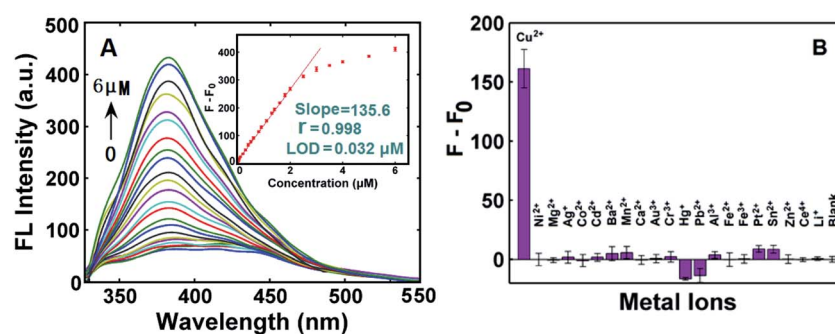 A
FL Intensity (a.u.)
500
400
300
200
100
0
6μM
0
350
400
450
500
550
Wavelength (nm)
F - F0
400
300
200
100
0
0
2
4
6
Concentration (μM)
Slope=135.6
r=0.998
LOD=0.032 μM
B
F - F0
200
150
100
50
0
Cu2+
Ni2+
Mg2+
Ag+
Co2+
Cd2+
Ba2+
Mn2+
Ca2+
Au3+
Cr3+
Hg+
Pb2+
Al3+
Fe2+
Fe3+
Pt2+
Sn2+
Zn2+
Ce4+
Li+
Blank
Metal Ions